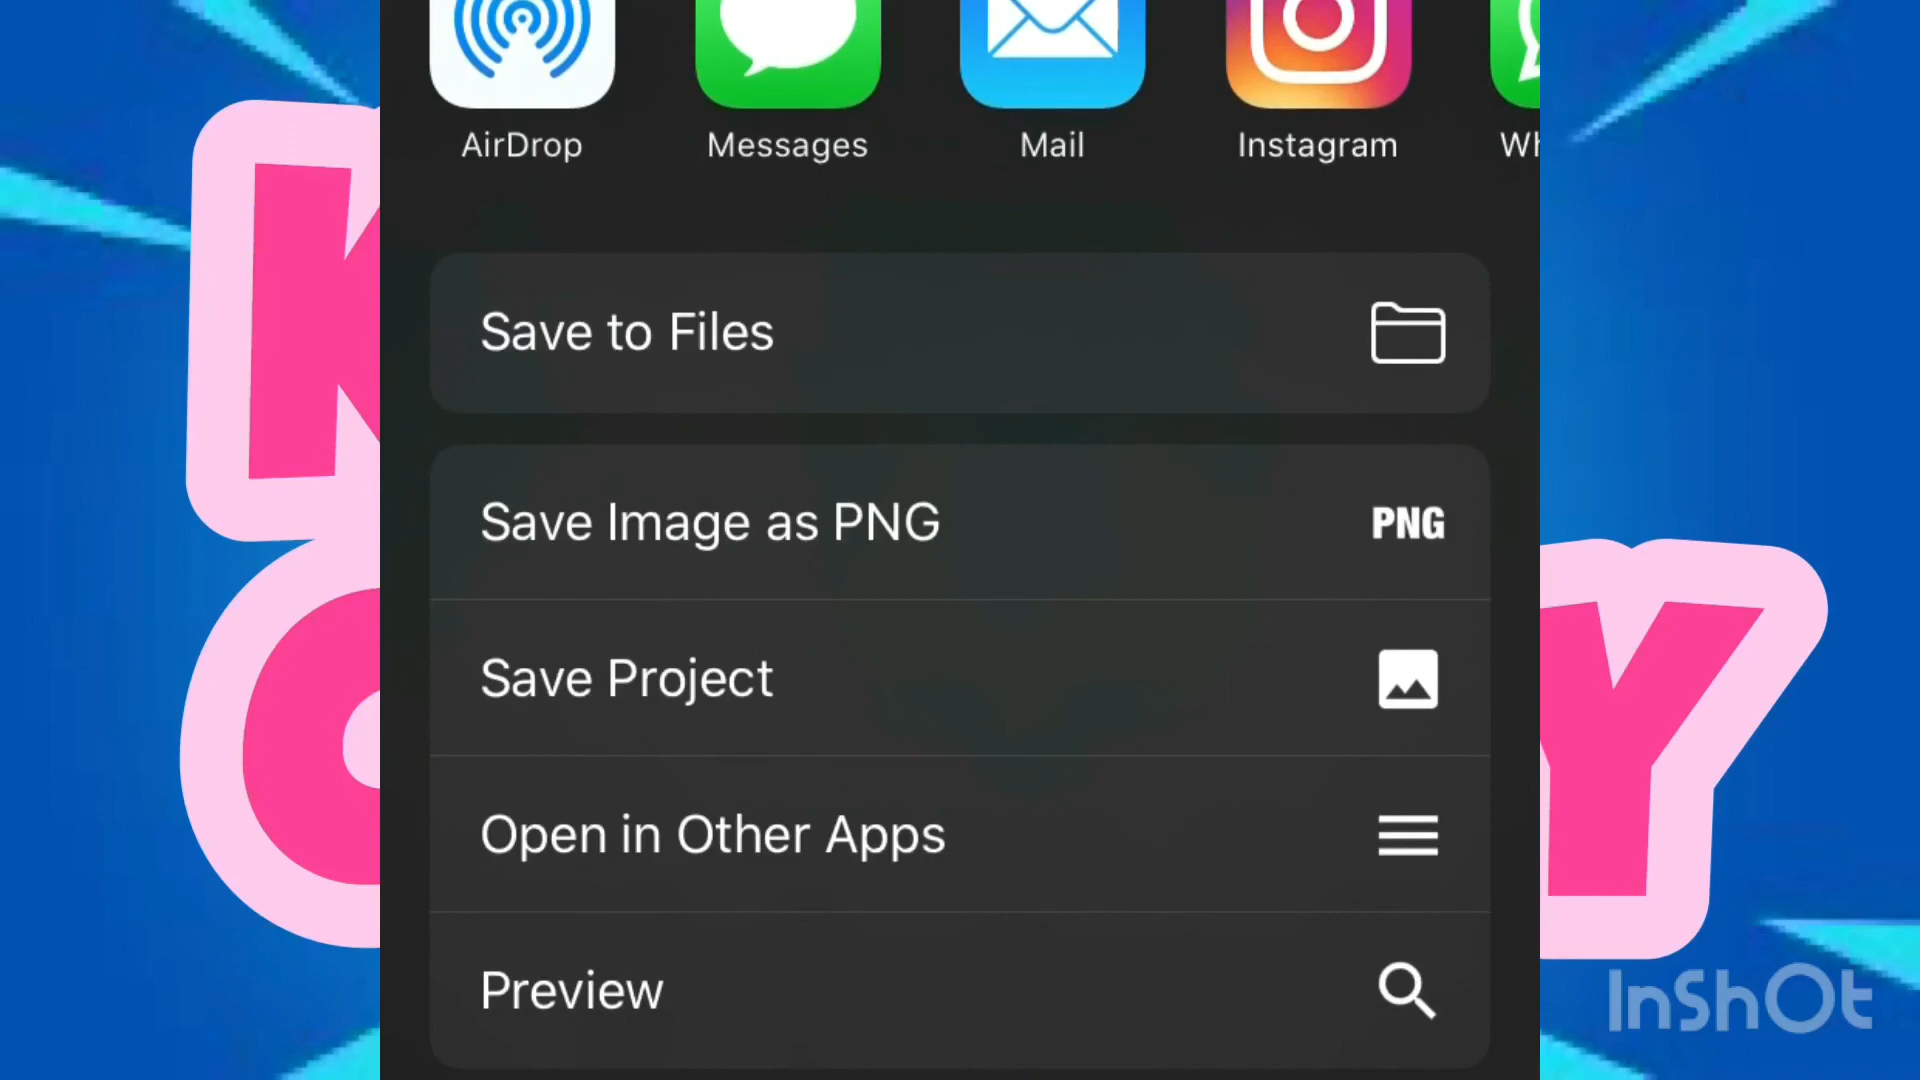 AirDrop Messages Mail Instagram Wh
Save to Files
Save Image as PNG PNG
Save Project
Open in Other Apps
Preview
K
Y
InShOt